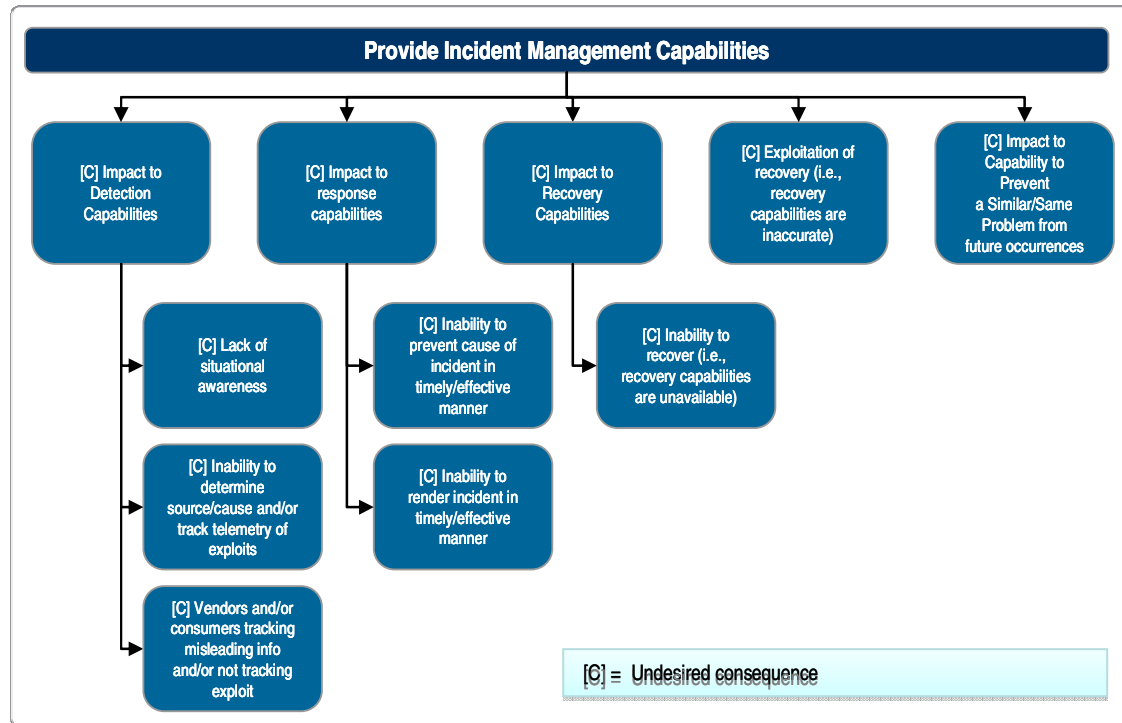 Provide Incident Management Capabilities
[C] Impact to
Detection
Capabilities
[C] Impact to
response
capabilities
[C] Impact to
Recovery
Capabilities
[C] Exploitation of
recovery (i.e.,
recovery
capabilities are
inaccurate)
[C] Impact to
Capability to
Prevent
a Similar/Same
Problem from
future occurrences
[C] Lack of
situational
awareness
[C] Inability to
prevent cause of
incident in
timely/effective
manner
[C] Inability to
recover (i.e.,
recovery capabilities
are unavailable)
[C] Inability to
determine
source/cause and/or
track telemetry of
exploits
[C] Inability to
render incident in
timely/effective
manner
[C] Vendors and/or
consumers tracking
misleading info
and/or not tracking
exploit
[C] = Undesired consequence